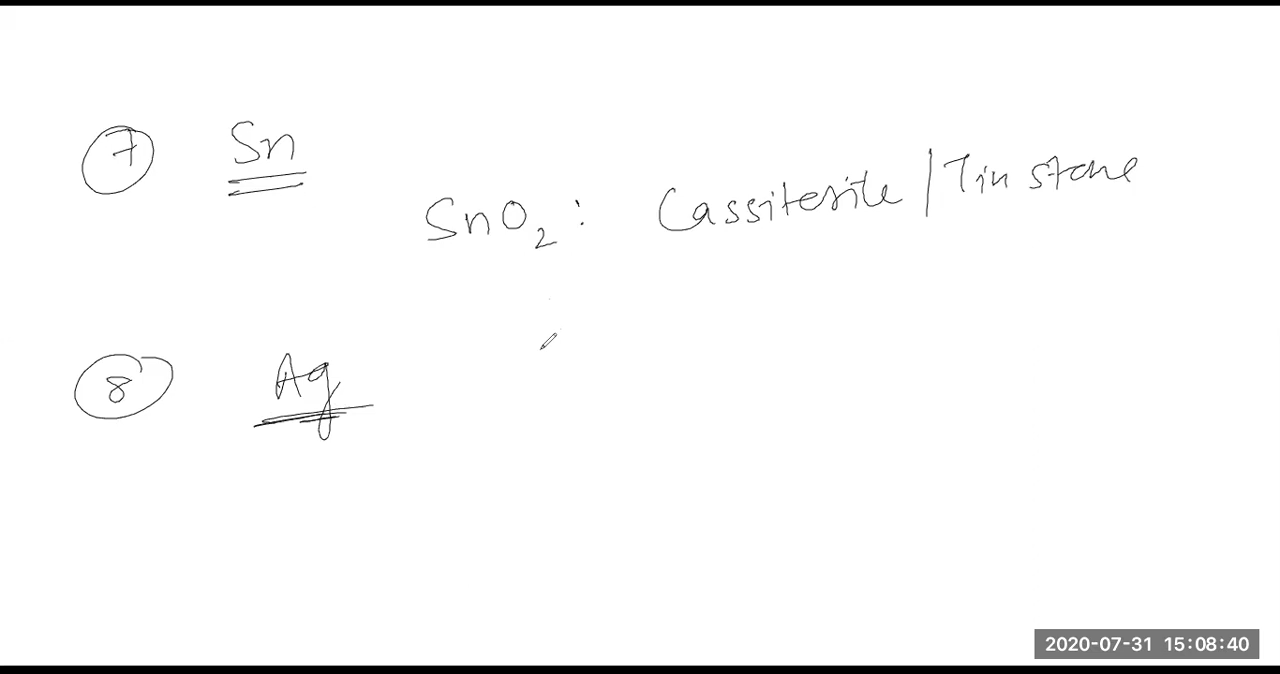 7 Sn
SnO₂ : Cassiterite / Tin stone
8 Ag
2020-07-31 15:08:40